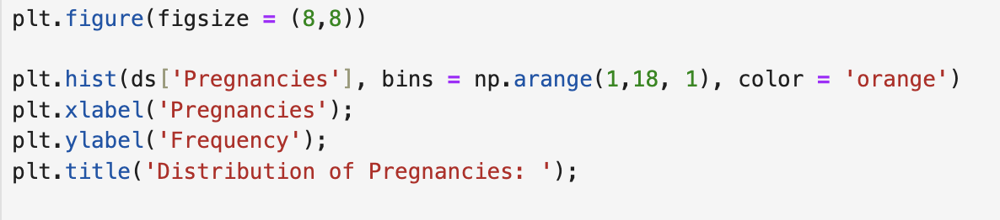 plt.figure(figsize = (8,8))
plt.hist(ds['Pregnancies'], bins = np.arange(1,18, 1), color = 'orange')
plt.xlabel('Pregnancies');
plt.ylabel('Frequency');
plt.title('Distribution of Pregnancies: ');